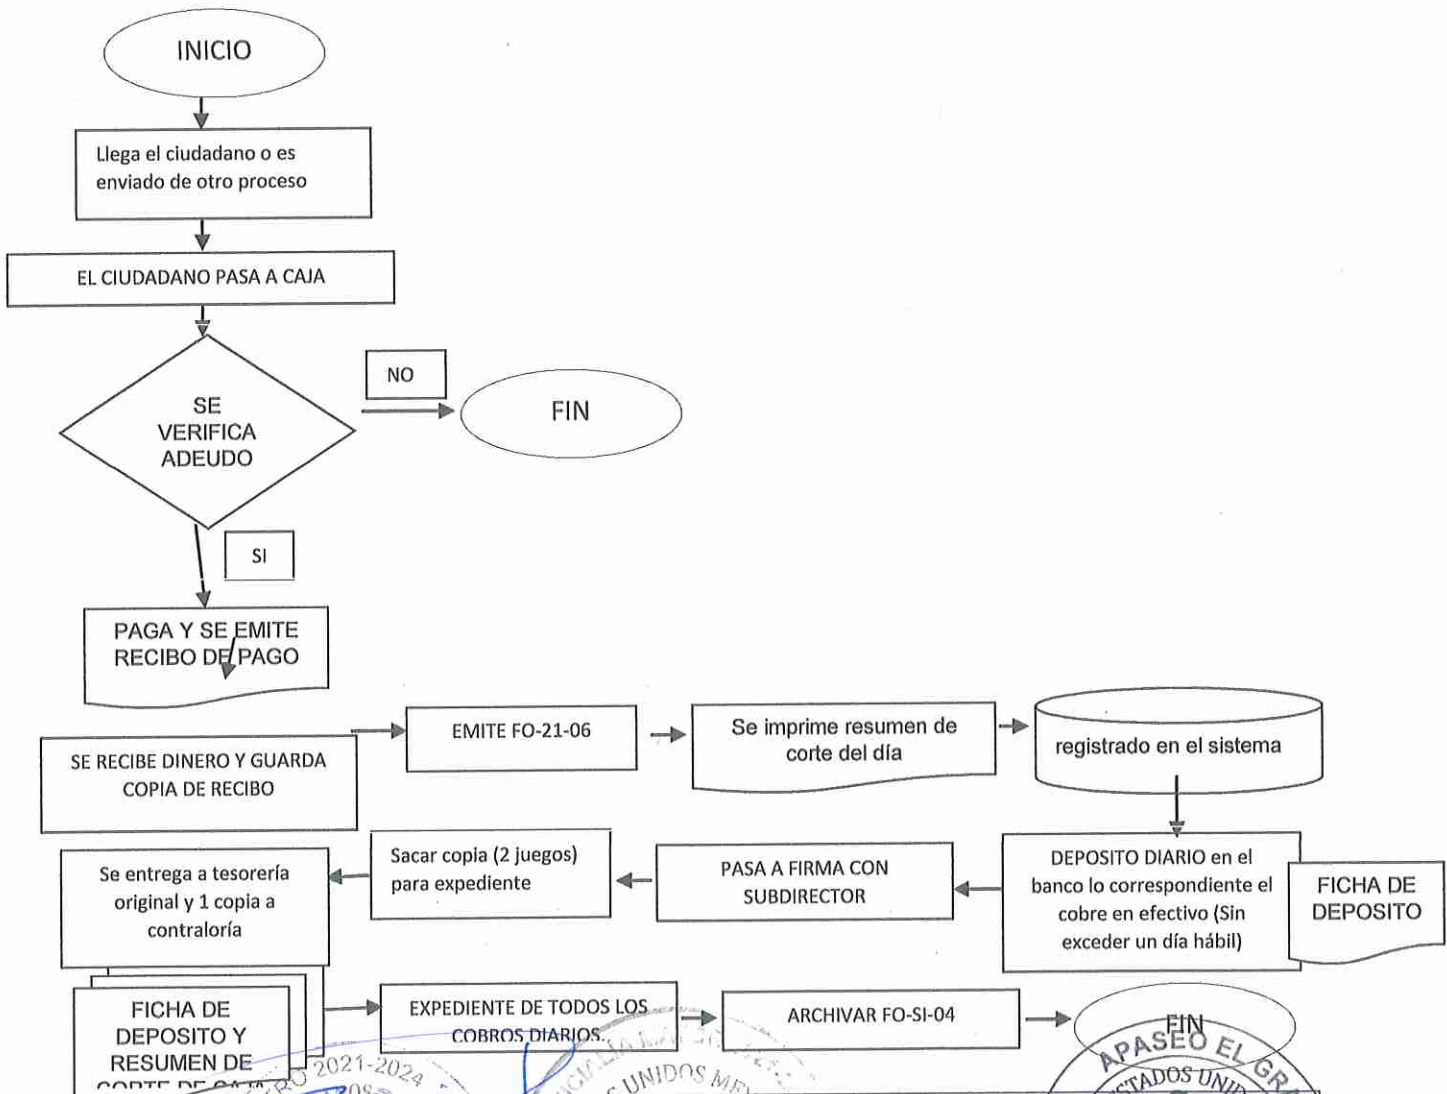 INICIO
Llega el ciudadano o es
enviado de otro proceso
EL CIUDADANO PASA A CAJA
SE
VERIFICA
ADEUDO
NO
FIN
SI
PAGA Y SE EMITE
RECIBO DE PAGO
SE RECIBE DINERO Y GUARDA
COPIA DE RECIBO
EMITE FO-21-06
Se imprime resumen de
corte del día
registrado en el sistema
DEPOSITO DIARIO en el
banco lo correspondiente el
cobre en efectivo (Sin
exceder un día hábil)
FICHA DE
DEPOSITO
PASA A FIRMA CON
SUBDIRECTOR
Sacar copia (2 juegos)
para expediente
Se entrega a tesorería
original y 1 copia a
contraloría
FICHA DE
DEPOSITO Y
RESUMEN DE
CORTE DE CAJA
EXPEDIENTE DE TODOS LOS
COBROS DIARIOS.
ARCHIVAR FO-SI-04
FIN
2021-2024
UNIDOS
APASEO EL